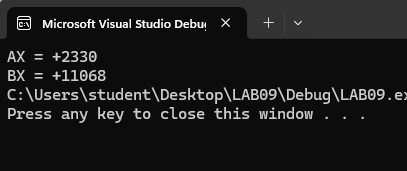 Microsoft Visual Studio Debug
AX = +2330
BX = +11068
C:\Users\student\Desktop\LAB09\Debug\LAB09.ex
Press any key to close this window . . .